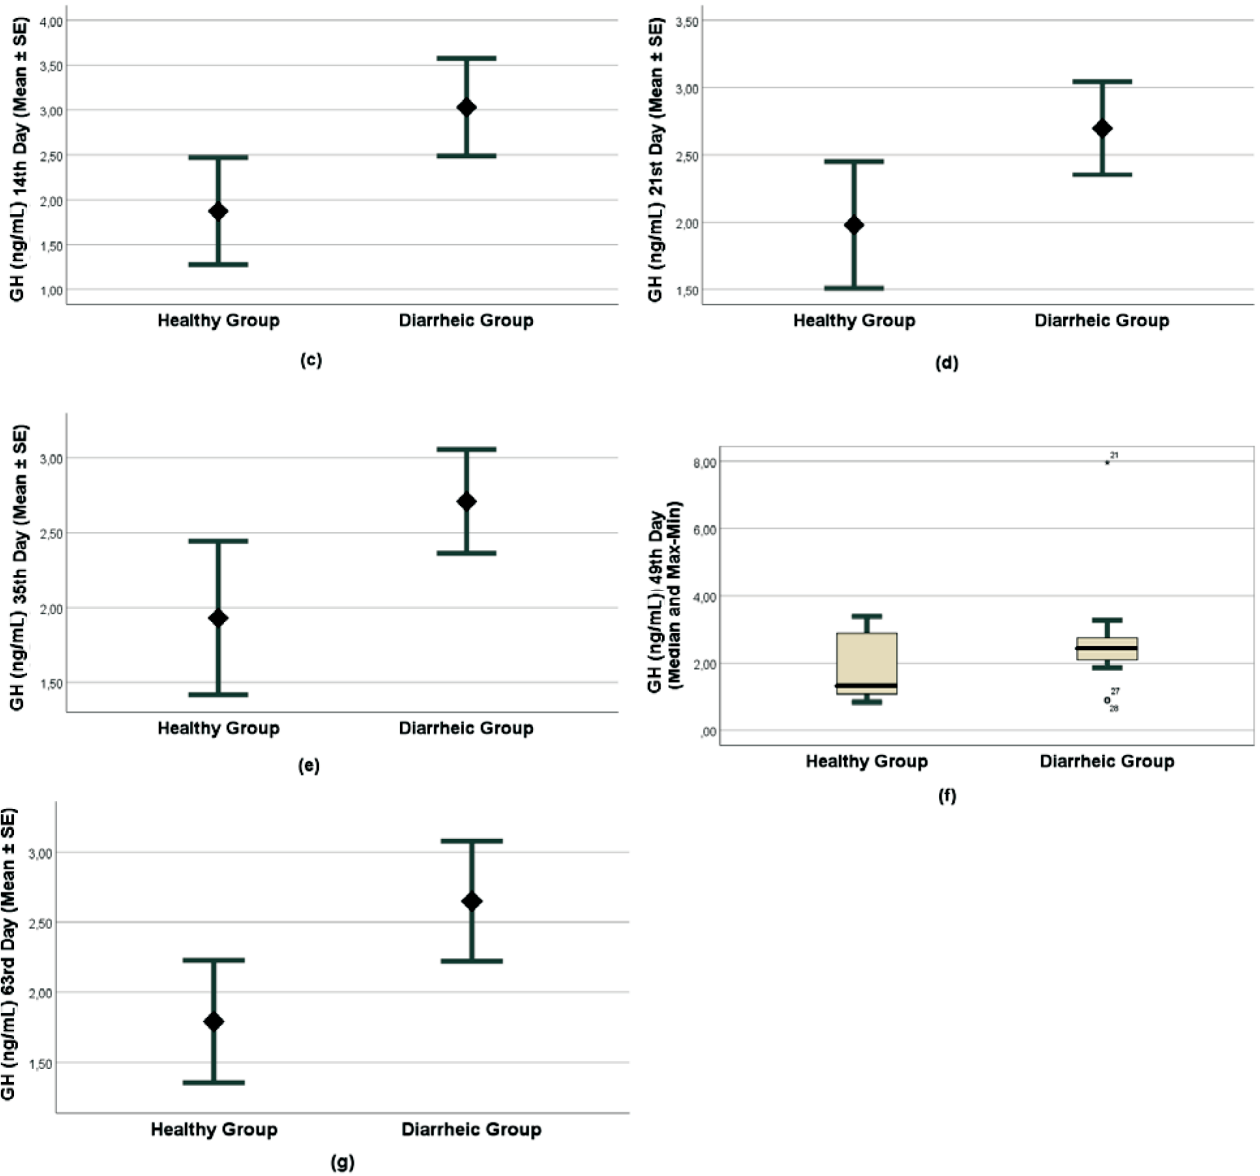 GH (ng/mL) 14th Day (Mean ± SE)
4,00
3,50
3,00
2,50
2,00
1,50
1,00
Healthy Group
Diarrheic Group
(c)
GH (ng/mL) 21st Day (Mean ± SE)
3,50
3,00
2,50
2,00
1,50
Healthy Group
Diarrheic Group
(d)
GH (ng/mL) 35th Day (Mean ± SE)
3,00
2,50
2,00
1,50
Healthy Group
Diarrheic Group
(e)
GH (ng/mL) 49th Day
(Median and Max-Min)
8,00
6,00
4,00
2,00
,00
21
27
28
Healthy Group
Diarrheic Group
(f)
GH (ng/mL) 63rd Day (Mean ± SE)
3,00
2,50
2,00
1,50
Healthy Group
Diarrheic Group
(g)